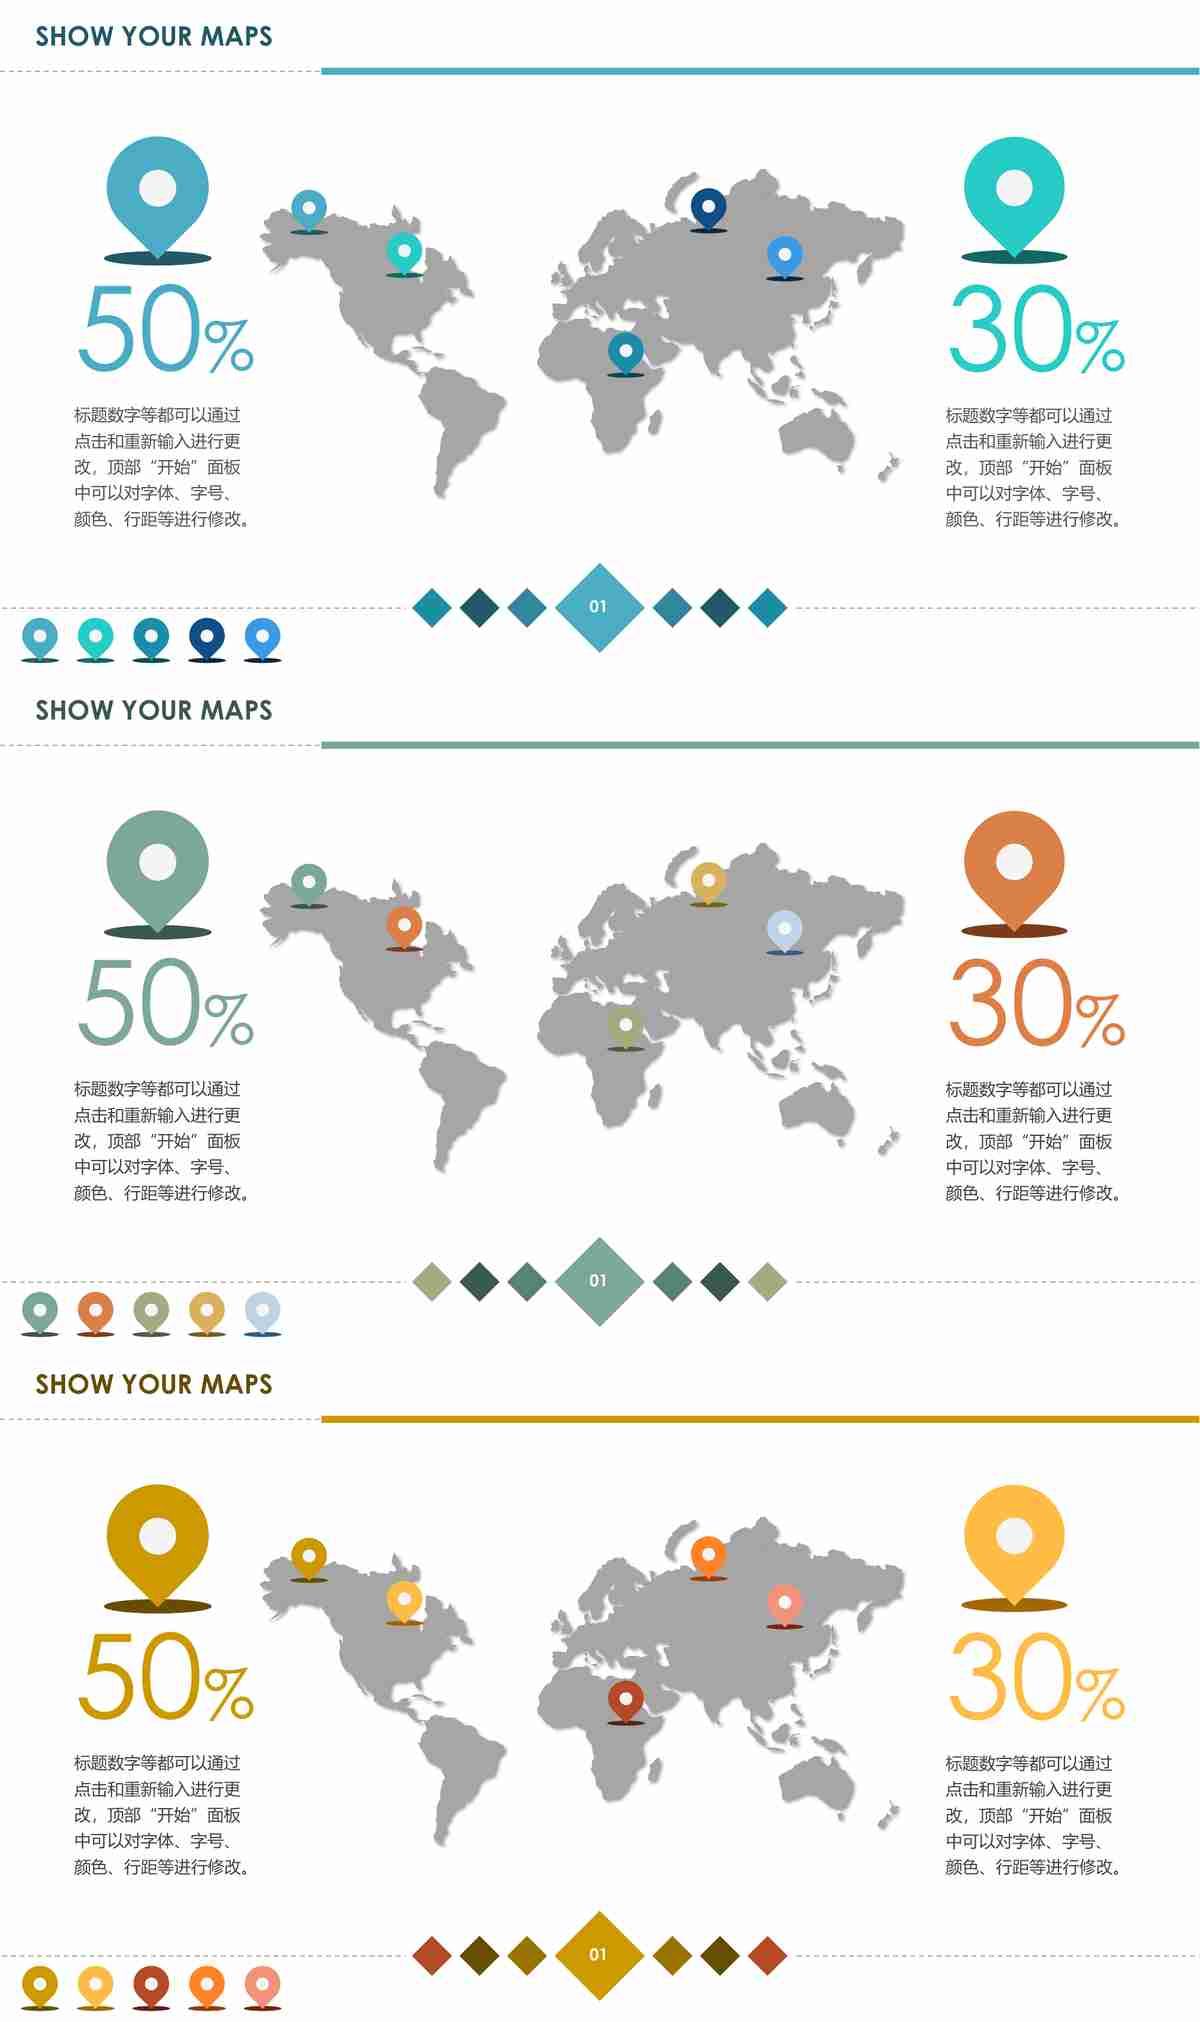 SHOW YOUR MAPS
50%
标题数字等都可以通过
点击和重新输入进行更
改，顶部“开始”面板
中可以对字体、字号、
颜色、行距等进行修改。
30%
标题数字等都可以通过
点击和重新输入进行更
改，顶部“开始”面板
中可以对字体、字号、
颜色、行距等进行修改。
01
SHOW YOUR MAPS
50%
标题数字等都可以通过
点击和重新输入进行更
改，顶部“开始”面板
中可以对字体、字号、
颜色、行距等进行修改。
30%
标题数字等都可以通过
点击和重新输入进行更
改，顶部“开始”面板
中可以对字体、字号、
颜色、行距等进行修改。
01
SHOW YOUR MAPS
50%
标题数字等都可以通过
点击和重新输入进行更
改，顶部“开始”面板
中可以对字体、字号、
颜色、行距等进行修改。
30%
标题数字等都可以通过
点击和重新输入进行更
改，顶部“开始”面板
中可以对字体、字号、
颜色、行距等进行修改。
01